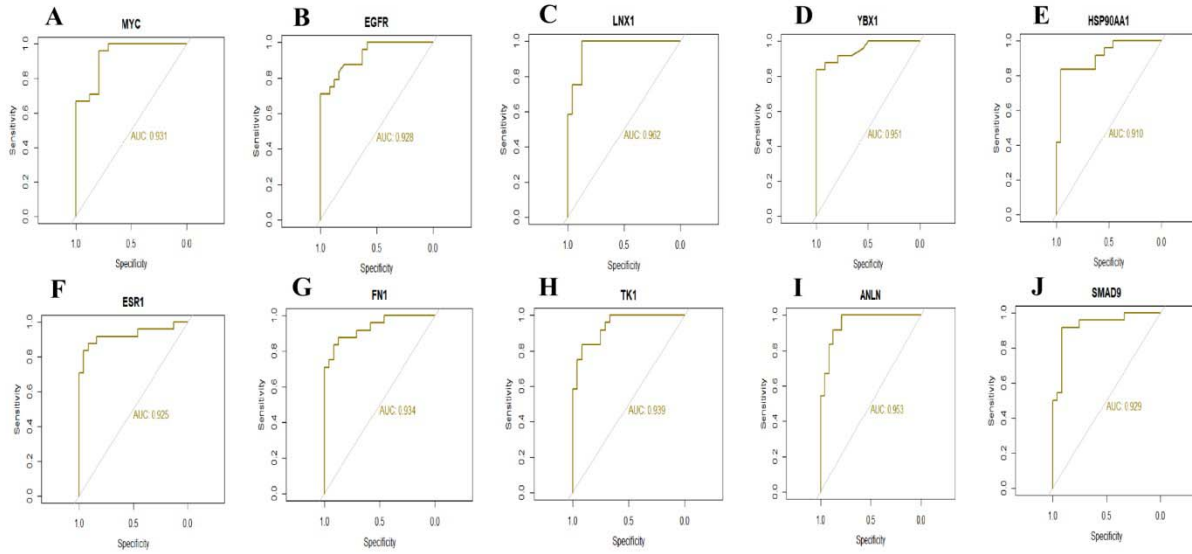 A
MYC
Sensitivity
0.0 0.2 0.4 0.6 0.8 1.0
AUC: 0.931
1.0 0.5 0.0
Specificity
B
EGFR
Sensitivity
0.0 0.2 0.4 0.6 0.8 1.0
AUC: 0.928
1.0 0.5 0.0
Specificity
C
LNX1
Sensitivity
0.0 0.2 0.4 0.6 0.8 1.0
AUC: 0.962
1.0 0.5 0.0
Specificity
D
YBX1
Sensitivity
0.0 0.2 0.4 0.6 0.8 1.0
AUC: 0.951
1.0 0.5 0.0
Specificity
E
HSP90AA1
Sensitivity
0.0 0.2 0.4 0.6 0.8 1.0
AUC: 0.910
1.0 0.5 0.0
Specificity
F
ESR1
Sensitivity
0.0 0.2 0.4 0.6 0.8 1.0
AUC: 0.925
1.0 0.5 0.0
Specificity
G
FN1
Sensitivity
0.0 0.2 0.4 0.6 0.8 1.0
AUC: 0.934
1.0 0.5 0.0
Specificity
H
TK1
Sensitivity
0.0 0.2 0.4 0.6 0.8 1.0
AUC: 0.939
1.0 0.5 0.0
Specificity
I
ANLN
Sensitivity
0.0 0.2 0.4 0.6 0.8 1.0
AUC: 0.953
1.0 0.5 0.0
Specificity
J
SMAD9
Sensitivity
0.0 0.2 0.4 0.6 0.8 1.0
AUC: 0.929
1.0 0.5 0.0
Specificity